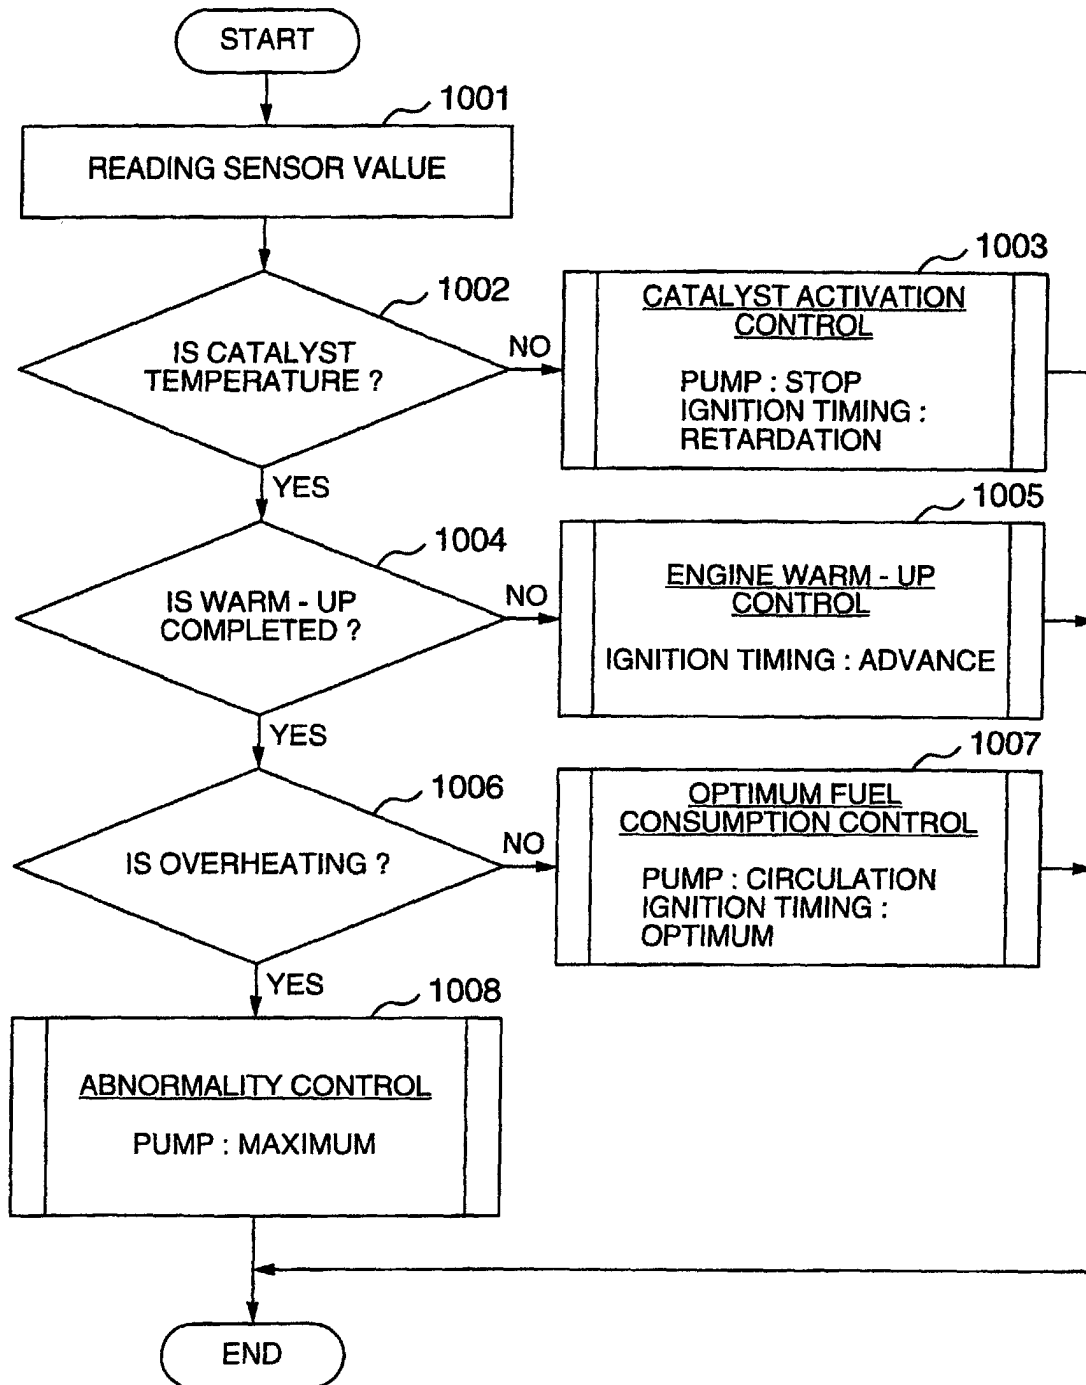 START
1001
READING SENSOR VALUE
1002
IS CATALYST
TEMPERATURE ?
NO
YES
1003
CATALYST ACTIVATION
CONTROL
PUMP : STOP
IGNITION TIMING :
RETARDATION
1004
IS WARM - UP
COMPLETED ?
NO
YES
1005
ENGINE WARM - UP
CONTROL
IGNITION TIMING : ADVANCE
1006
IS OVERHEATING ?
NO
YES
1007
OPTIMUM FUEL
CONSUMPTION CONTROL
PUMP : CIRCULATION
IGNITION TIMING :
OPTIMUM
1008
ABNORMALITY CONTROL
PUMP : MAXIMUM
END